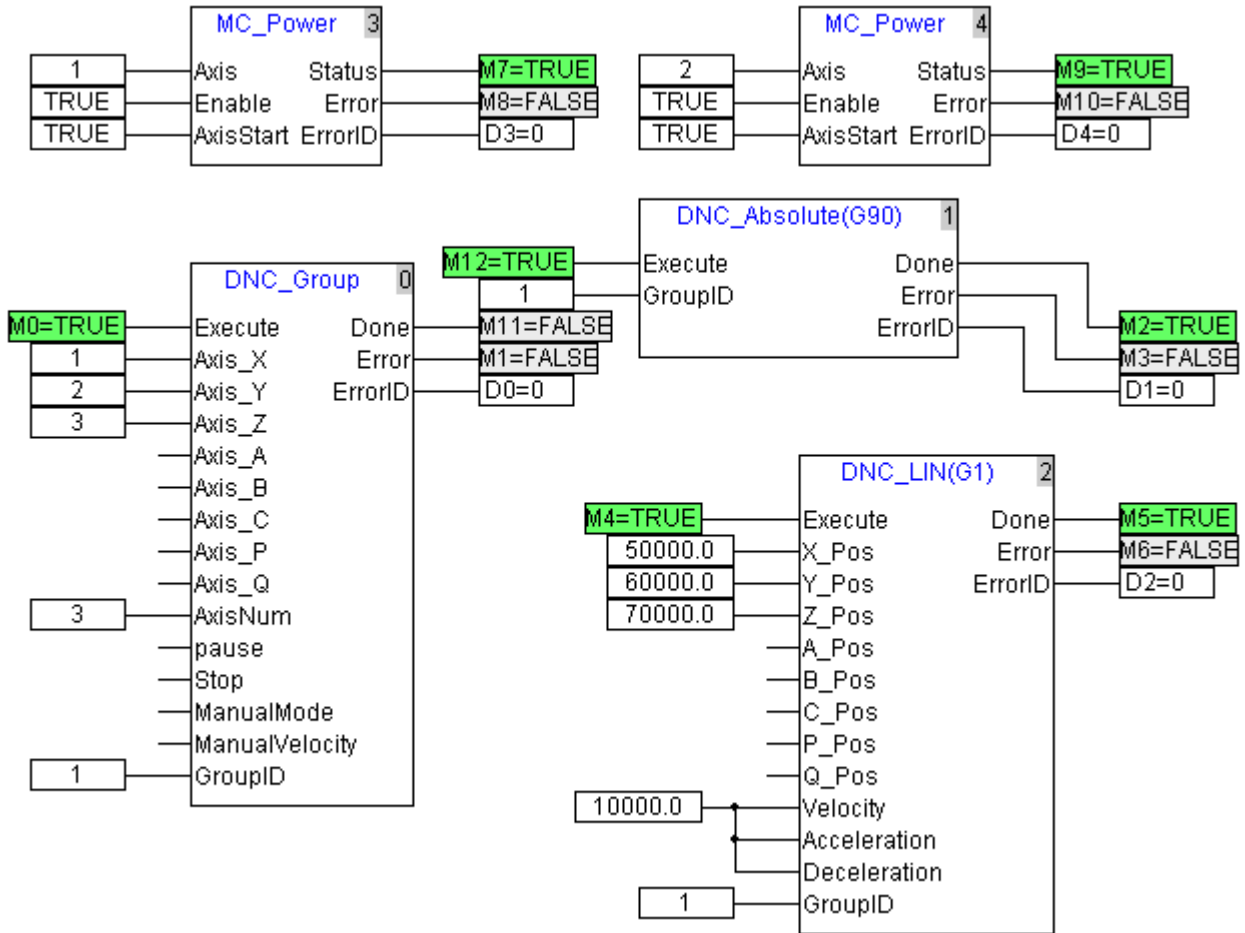 MC_Power 3
1 Axis Status M7=TRUE
TRUE Enable Error M8=FALSE
TRUE AxisStart ErrorID D3=0
MC_Power 4
2 Axis Status M9=TRUE
TRUE Enable Error M10=FALSE
TRUE AxisStart ErrorID D4=0
DNC_Absolute(G90) 1
M12=TRUE Execute Done
1 GroupID Error
ErrorID
M2=TRUE
M3=FALSE
D1=0
DNC_Group 0
M0=TRUE Execute Done M11=FALSE
1 Axis_X Error M1=FALSE
2 Axis_Y ErrorID D0=0
3 Axis_Z
Axis_A
Axis_B
Axis_C
Axis_P
Axis_Q
3 AxisNum
pause
Stop
ManualMode
ManualVelocity
1 GroupID
DNC_LIN(G1) 2
M4=TRUE Execute Done M5=TRUE
50000.0 X_Pos Error M6=FALSE
60000.0 Y_Pos ErrorID D2=0
70000.0 Z_Pos
A_Pos
B_Pos
C_Pos
P_Pos
Q_Pos
10000.0 Velocity
Acceleration
Deceleration
1 GroupID